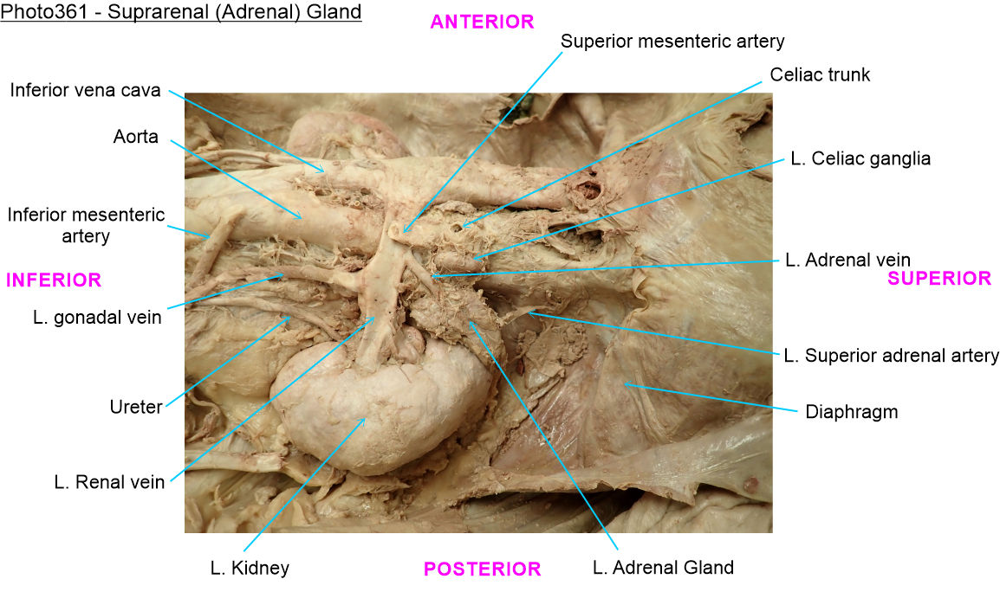 Photo361 - Suprarenal (Adrenal) Gland
ANTERIOR
Superior mesenteric artery
Celiac trunk
Inferior vena cava
Aorta
L. Celiac ganglia
Inferior mesenteric
artery
L. Adrenal vein
INFERIOR
SUPERIOR
L. gonadal vein
L. Superior adrenal artery
Ureter
Diaphragm
L. Renal vein
L. Kidney
POSTERIOR
L. Adrenal Gland